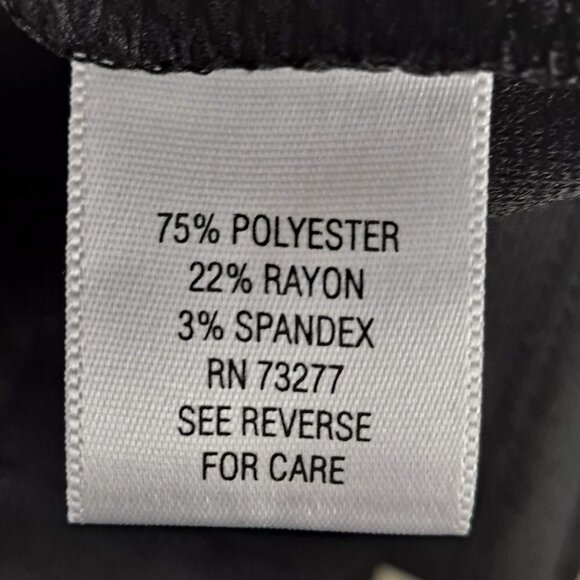 75% POLYESTER
22% RAYON
3% SPANDEX
RN 73277
SEE REVERSE
FOR CARE